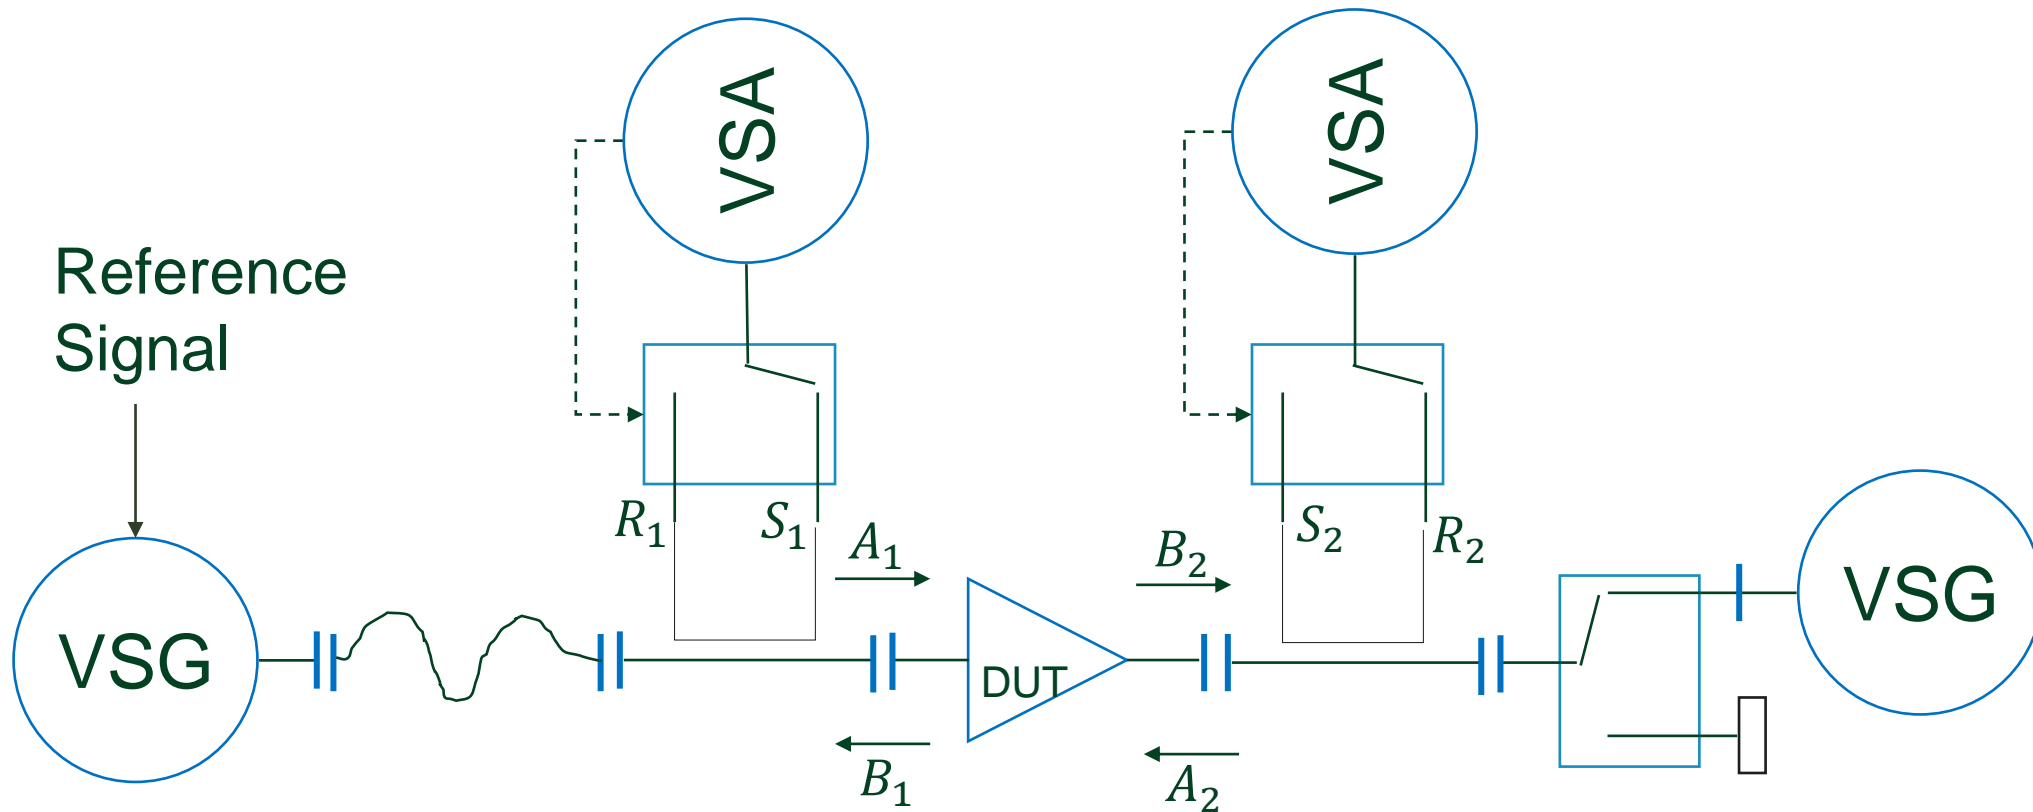 VSA
VSA
Reference
Signal
R₁
S₁
A₁
B₂
S₂
R₂
VSG
DUT
VSG
B₁
A₂